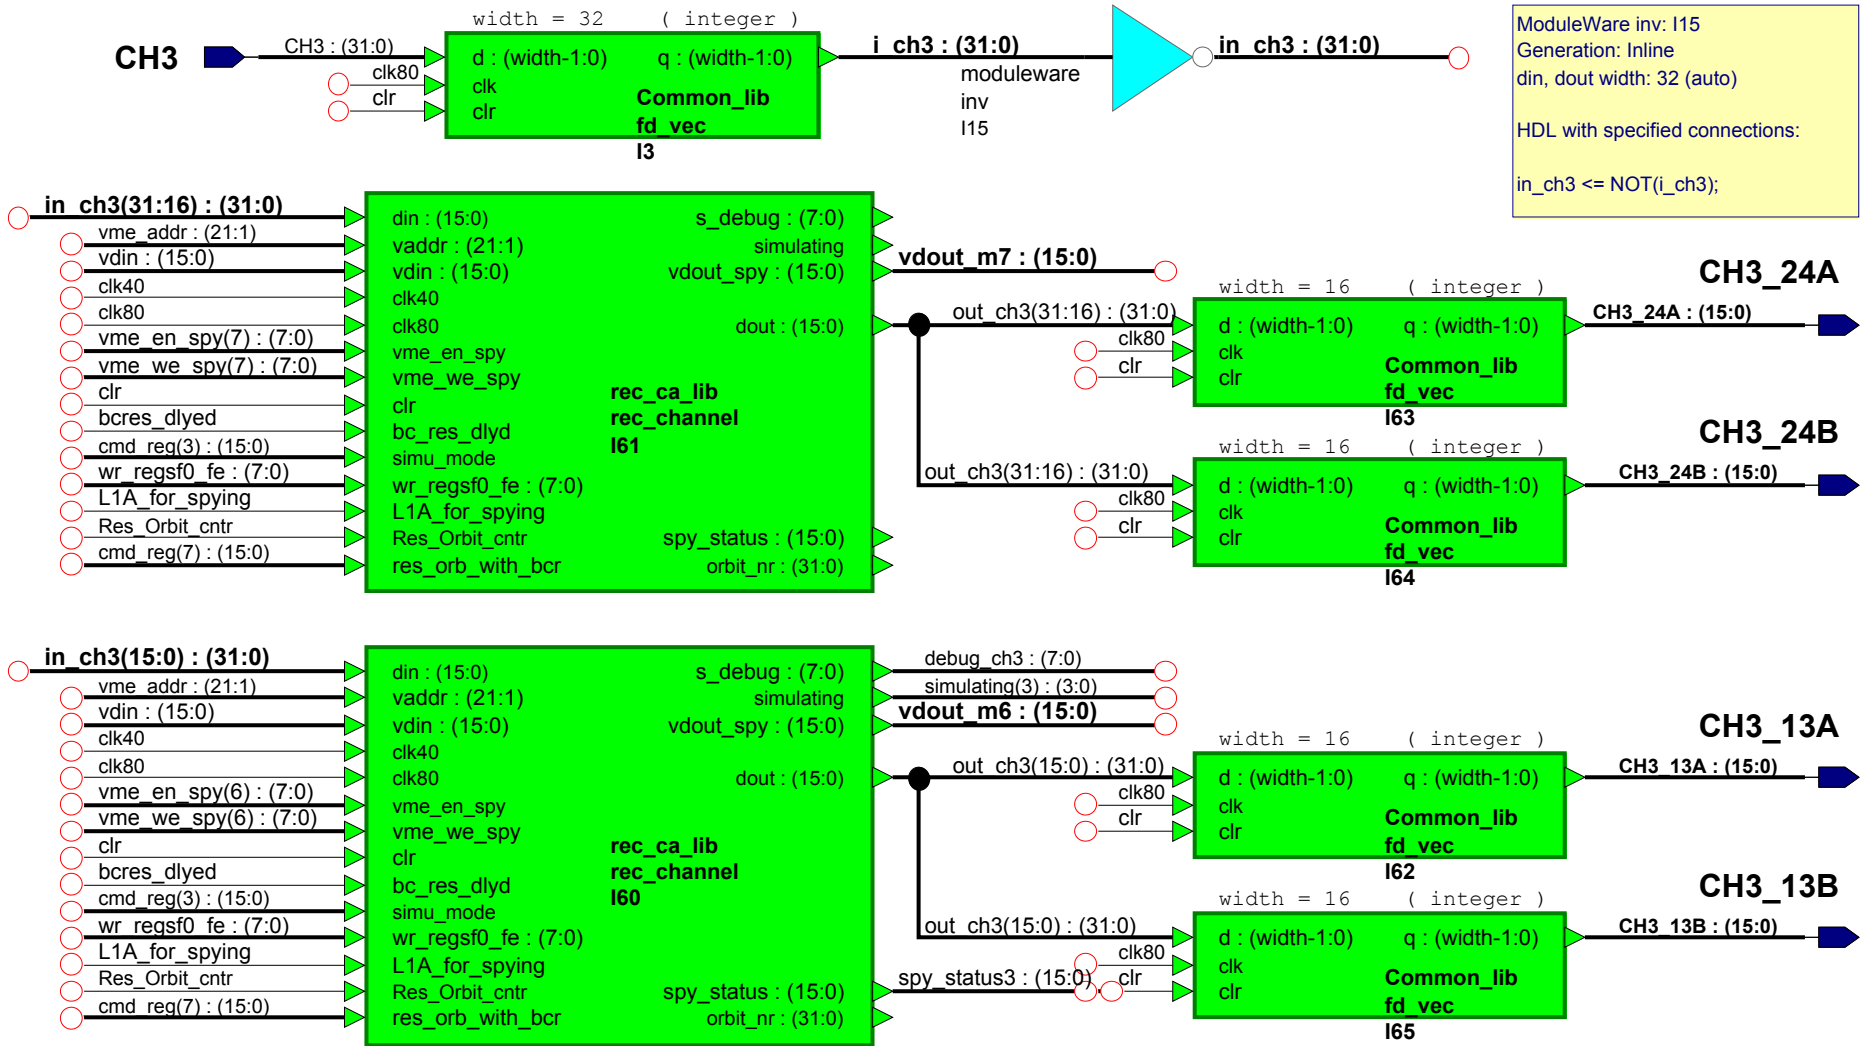 width = 32 ( integer )
CH3
CH3 : (31:0)
clk80
clr
d : (width-1:0) q : (width-1:0)
clk
clr
Common_lib
fd_vec
I3
i_ch3 : (31:0)
moduleware
inv
I15
in_ch3 : (31:0)
ModuleWare inv: I15
Generation: Inline
din, dout width: 32 (auto)
HDL with specified connections:
in_ch3 <= NOT(i_ch3);
in_ch3(31:16) : (31:0)
vme_addr : (21:1)
vdin : (15:0)
clk40
clk80
vme_en_spy(7) : (7:0)
vme_we_spy(7) : (7:0)
clr
bcres_dlyed
cmd_reg(3) : (15:0)
wr_regsf0_fe : (7:0)
L1A_for_spying
Res_Orbit_cntr
cmd_reg(7) : (15:0)
din : (15:0) s_debug : (7:0)
vaddr : (21:1) simulating
vdin : (15:0) vdout_spy : (15:0)
clk40
clk80 dout : (15:0)
vme_en_spy
vme_we_spy
clr
bc_res_dlyd
simu_mode
wr_regsf0_fe : (7:0)
L1A_for_spying
Res_Orbit_cntr spy_status : (15:0)
res_orb_with_bcr orbit_nr : (31:0)
rec_ca_lib
rec_channel
I61
vdout_m7 : (15:0)
out_ch3(31:16) : (31:0)
clk80
clr
width = 16 ( integer )
d : (width-1:0) q : (width-1:0)
clk
clr
Common_lib
fd_vec
I63
CH3_24A
CH3_24A : (15:0)
out_ch3(31:16) : (31:0)
clk80
clr
width = 16 ( integer )
d : (width-1:0) q : (width-1:0)
clk
clr
Common_lib
fd_vec
I64
CH3_24B
CH3_24B : (15:0)
in_ch3(15:0) : (31:0)
vme_addr : (21:1)
vdin : (15:0)
clk40
clk80
vme_en_spy(6) : (7:0)
vme_we_spy(6) : (7:0)
clr
bcres_dlyed
cmd_reg(3) : (15:0)
wr_regsf0_fe : (7:0)
L1A_for_spying
Res_Orbit_cntr
cmd_reg(7) : (15:0)
din : (15:0) s_debug : (7:0)
vaddr : (21:1) simulating
vdin : (15:0) vdout_spy : (15:0)
clk40
clk80 dout : (15:0)
vme_en_spy
vme_we_spy
clr
bc_res_dlyd
simu_mode
wr_regsf0_fe : (7:0)
L1A_for_spying
Res_Orbit_cntr spy_status : (15:0)
res_orb_with_bcr orbit_nr : (31:0)
rec_ca_lib
rec_channel
I60
debug_ch3 : (7:0)
simulating(3) : (3:0)
vdout_m6 : (15:0)
out_ch3(15:0) : (31:0)
clk80
clr
width = 16 ( integer )
d : (width-1:0) q : (width-1:0)
clk
clr
Common_lib
fd_vec
I62
CH3_13A
CH3_13A : (15:0)
out_ch3(15:0) : (31:0)
clk80
spy_status3 : (15:0)
clr
width = 16 ( integer )
d : (width-1:0) q : (width-1:0)
clk
clr
Common_lib
fd_vec
I65
CH3_13B
CH3_13B : (15:0)